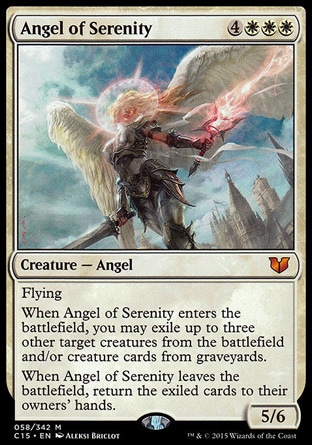 Angel of Serenity 4
Creature — Angel
Flying
When Angel of Serenity enters the
battlefield, you may exile up to three
other target creatures from the battlefield
and/or creature cards from graveyards.
When Angel of Serenity leaves the
battlefield, return the exiled cards to their
owners' hands.
5/6
058/342 M
C15 • EN Aleksi Briclot
™ & © 2015 Wizards of the Coast